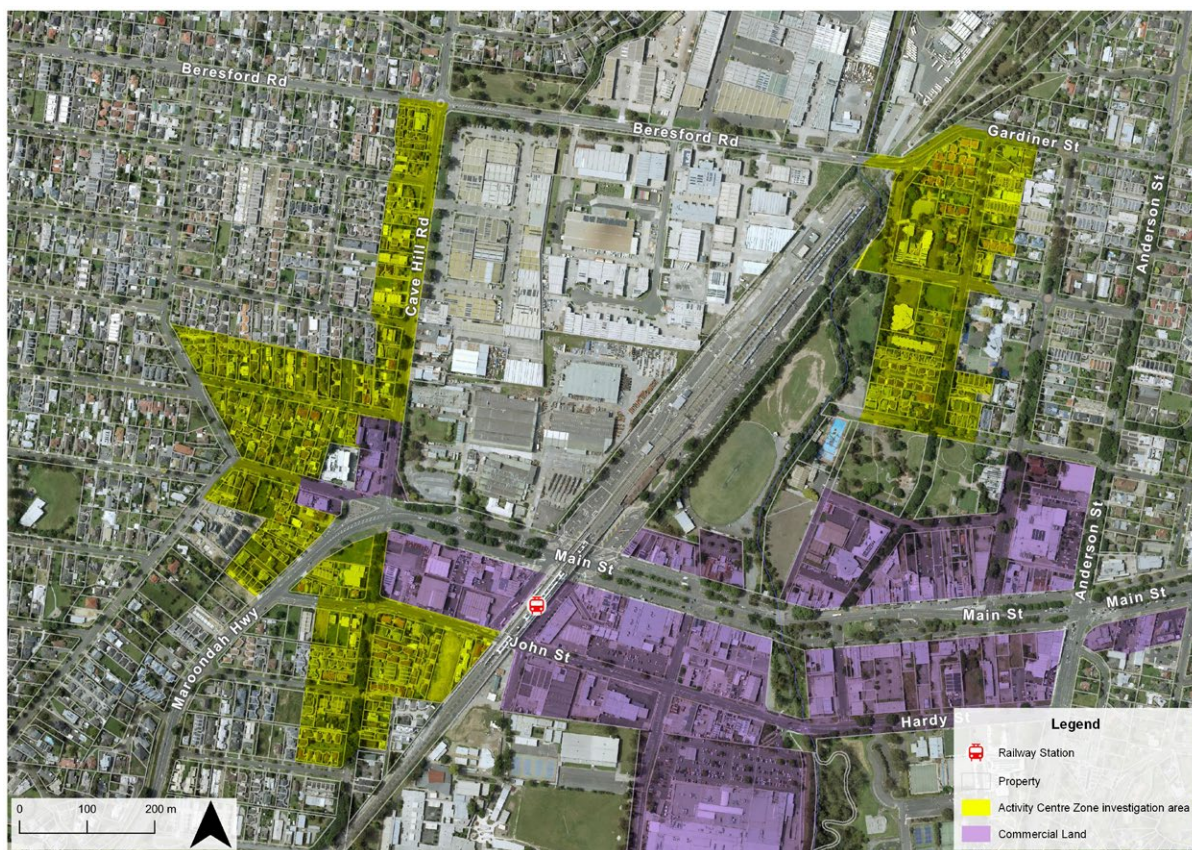 Beresford Rd
Beresford Rd
Gardiner St
Anderson St
Cave Hill Rd
Main St
Maroondah Hwy
John St
Main St
Anderson St
Main St
Hardy St
Legend
Railway Station
Property
Activity Centre Zone investigation area
Commercial Land
0 100 200 m